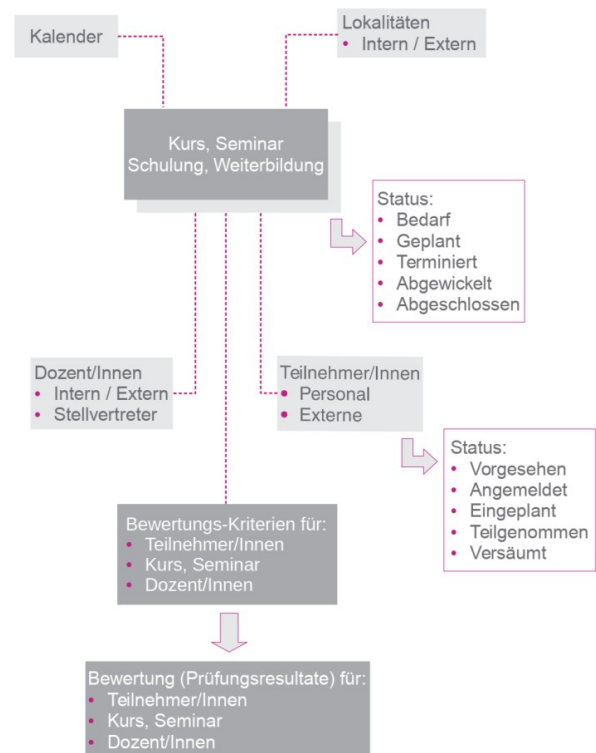 Kalender
Lokalitäten
• Intern / Extern
Kurs, Seminar
Schulung, Weiterbildung
Status:
• Bedarf
• Geplant
• Terminiert
• Abgewickelt
• Abgeschlossen
Dozent/Innen
• Intern / Extern
• Stellvertreter
Teilnehmer/Innen
• Personal
• Externe
Status:
• Vorgesehen
• Angemeldet
• Eingeplant
• Teilgenommen
• Versäumt
Bewertungs-Kriterien für:
• Teilnehmer/Innen
• Kurs, Seminar
• Dozent/Innen
Bewertung (Prüfungsresultate) für:
• Teilnehmer/Innen
• Kurs, Seminar
• Dozent/Innen